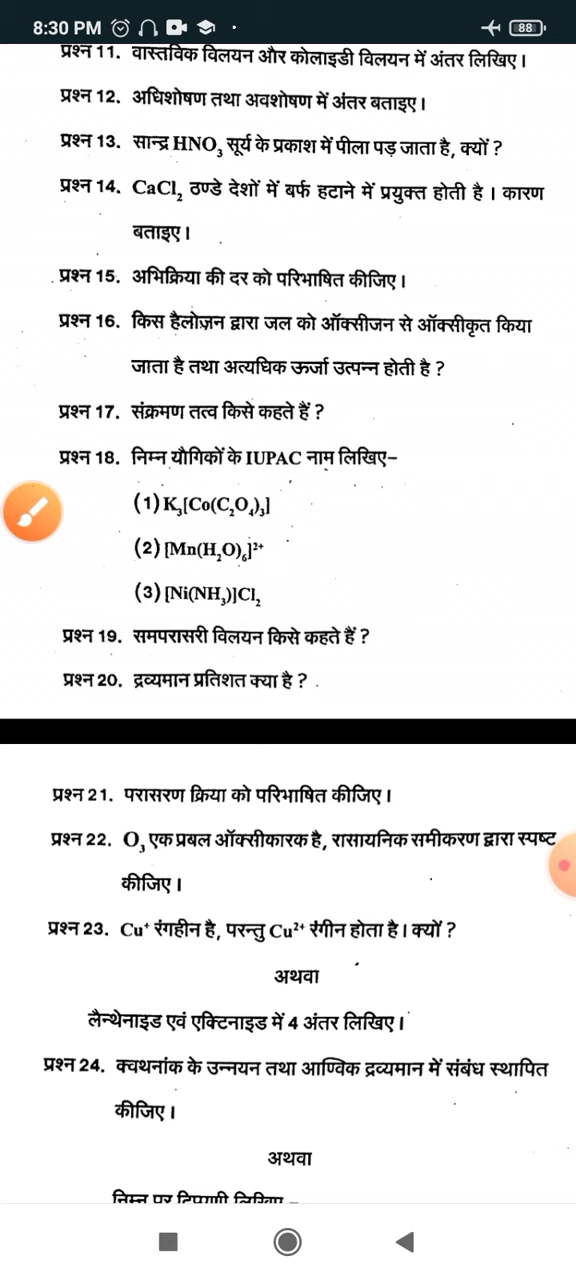 8:30 PM
88
प्रश्न 11. वास्तविक विलयन और कोलाइडी विलयन में अंतर लिखिए।
प्रश्न 12. अधिशोषण तथा अवशोषण में अंतर बताइए।
प्रश्न 13. सान्द्र HNO₃ सूर्य के प्रकाश में पीला पड़ जाता है, क्यों ?
प्रश्न 14. CaCl₂ ठण्डे देशों में बर्फ हटाने में प्रयुक्त होती है । कारण
बताइए।
प्रश्न 15. अभिक्रिया की दर को परिभाषित कीजिए।
प्रश्न 16. किस हैलोज़न द्वारा जल को ऑक्सीजन से ऑक्सीकृत किया
जाता है तथा अत्यधिक ऊर्जा उत्पन्न होती है ?
प्रश्न 17. संक्रमण तत्व किसे कहते हैं ?
प्रश्न 18. निम्न यौगिकों के IUPAC नाम लिखिए–
(1) K₃[Co(C₂O₄)₃]
(2) [Mn(H₂O)₆]²⁺
(3) [Ni(NH₃)]Cl₂
प्रश्न 19. समपरासरी विलयन किसे कहते हैं ?
प्रश्न 20. द्रव्यमान प्रतिशत क्या है ?
प्रश्न 21. परासरण क्रिया को परिभाषित कीजिए।
प्रश्न 22. O₃ एक प्रबल ऑक्सीकारक है, रासायनिक समीकरण द्वारा स्पष्ट
कीजिए।
प्रश्न 23. Cu⁺ रंगहीन है, परन्तु Cu²⁺ रंगीन होता है। क्यों ?
अथवा
लैन्थेनाइड एवं एक्टिनाइड में 4 अंतर लिखिए।
प्रश्न 24. क्वथनांक के उन्नयन तथा आण्विक द्रव्यमान में संबंध स्थापित
कीजिए।
अथवा
निम्न पर टिप्पणी लिखिए –